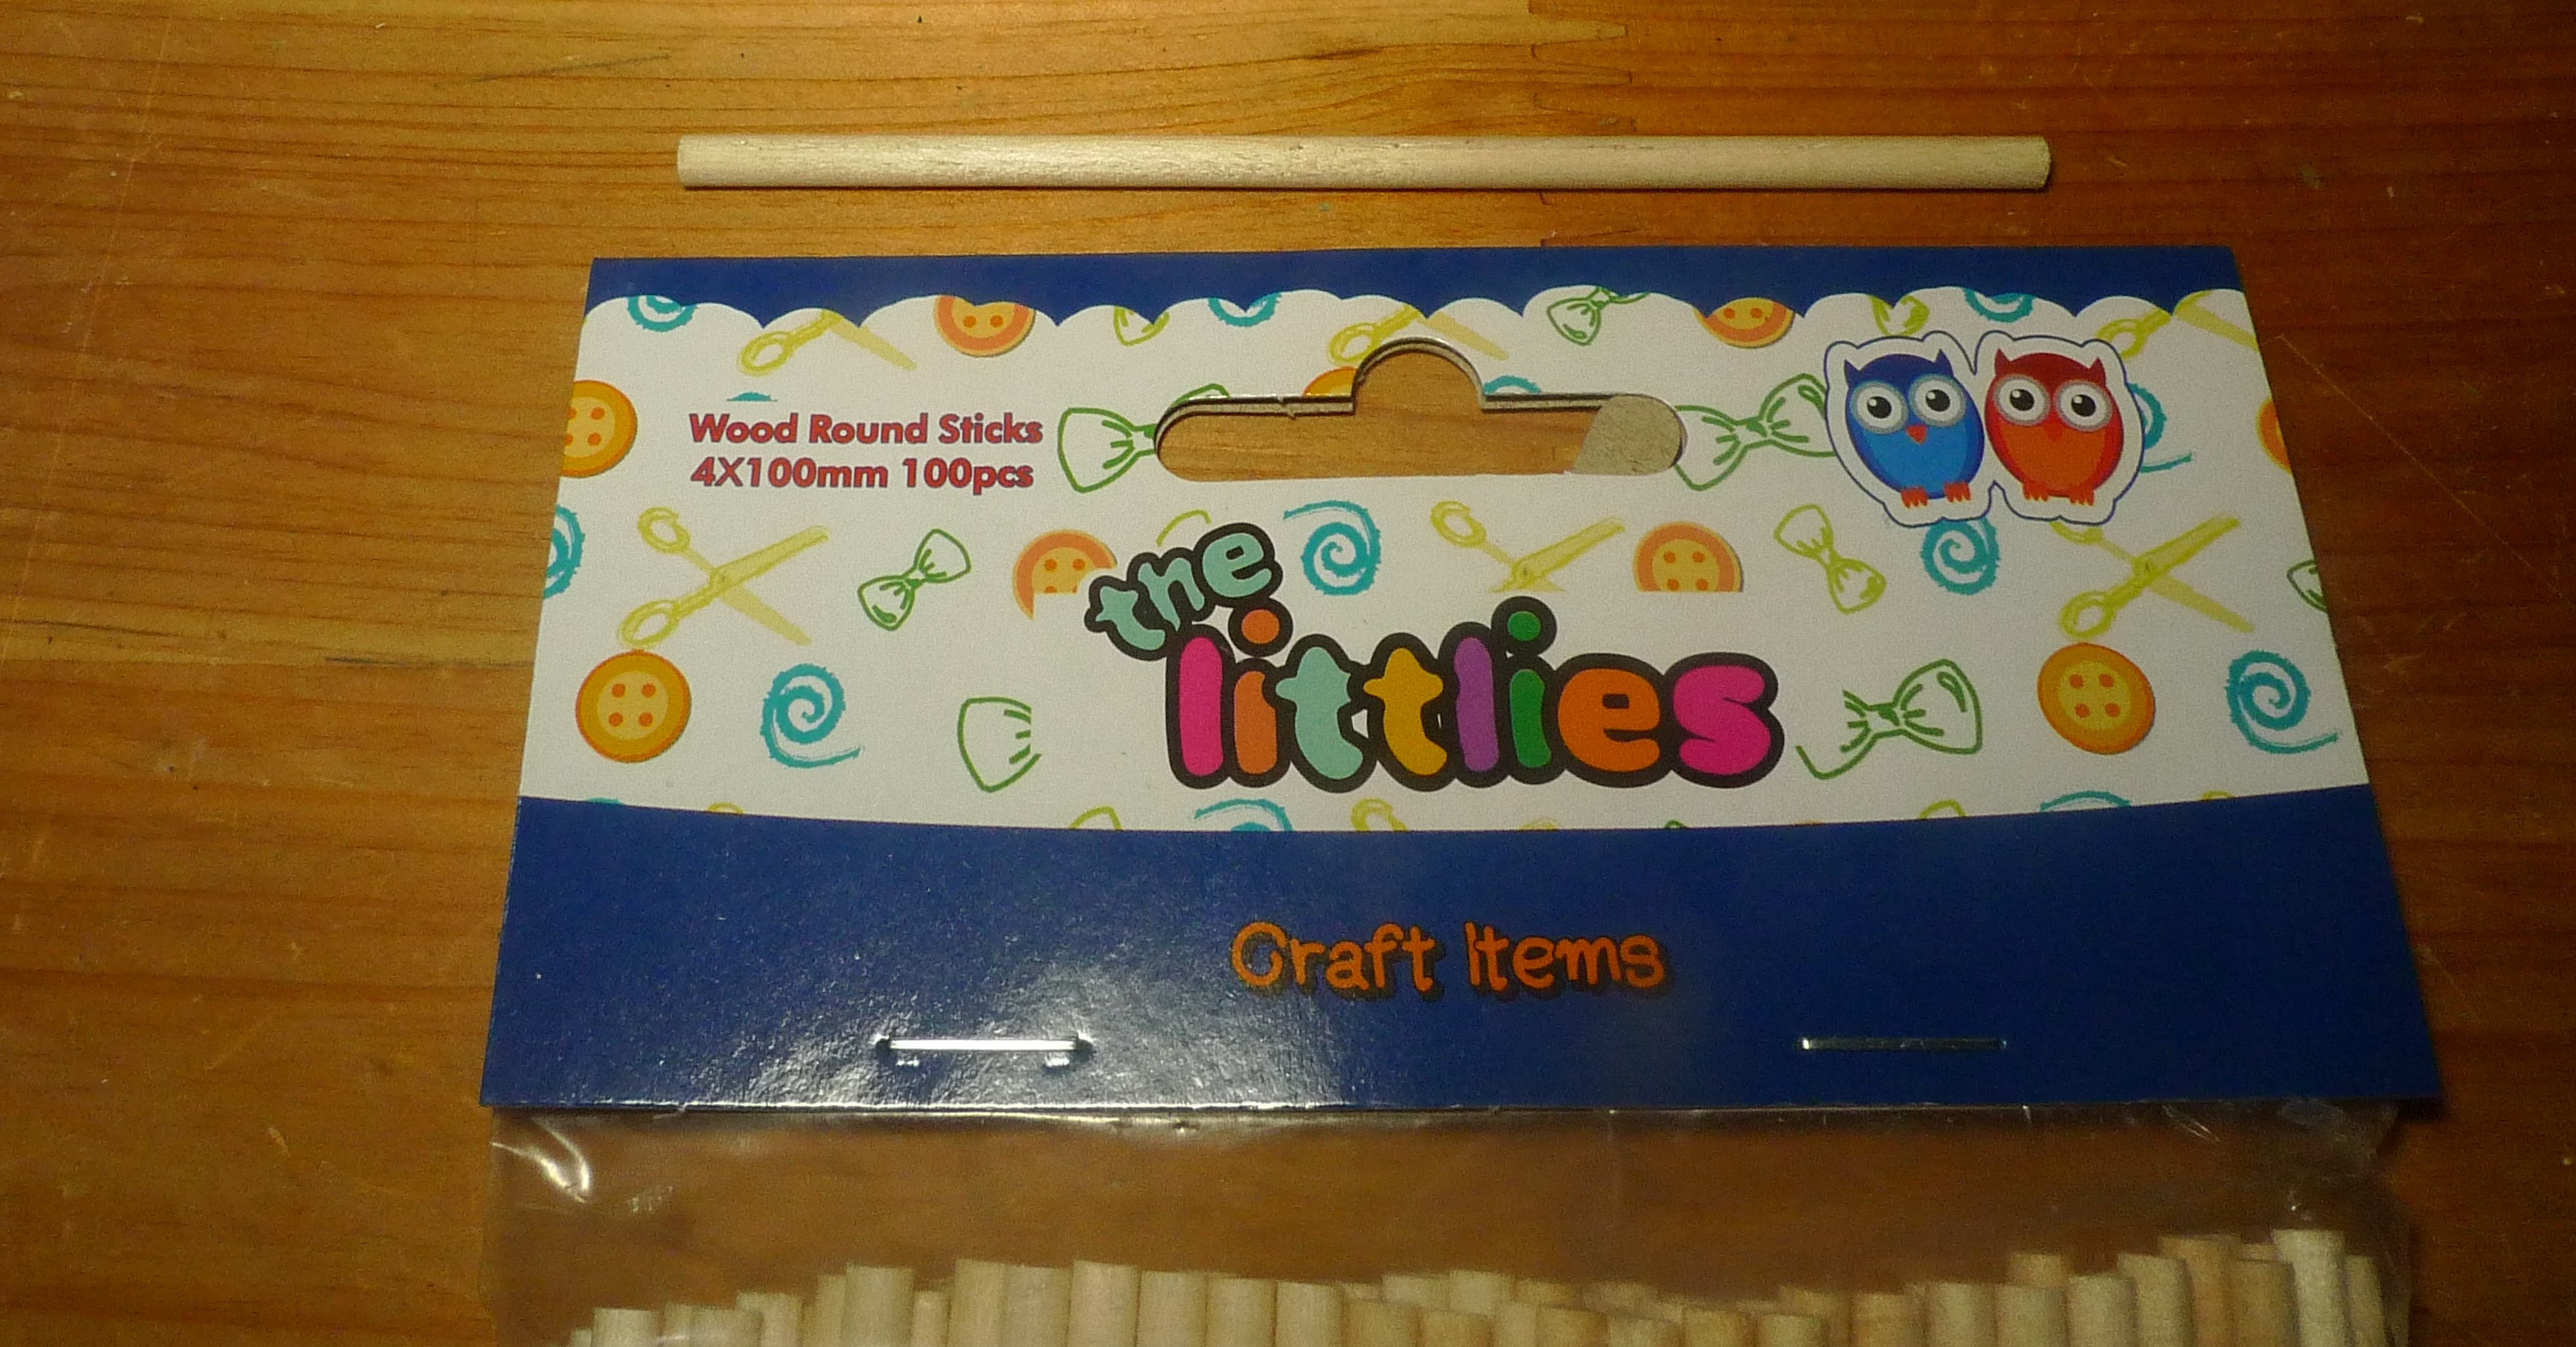 Wood Round Sticks
4X100mm 100pcs
the
littlies
Craft Items